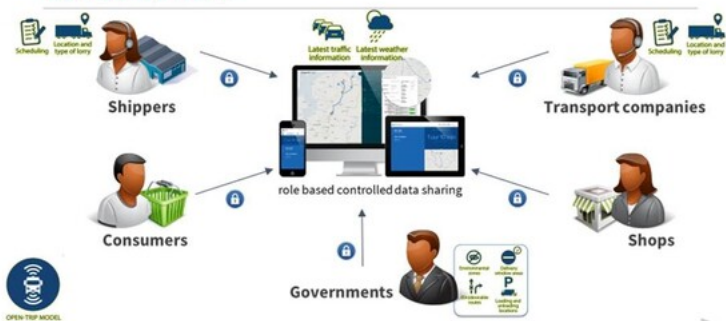 Latest traffic
information
Latest weather
information
Scheduling
Location and
type of lorry
Shippers
Scheduling
Location and
type of lorry
Transport companies
role based controlled data sharing
Consumers
Shops
Governments
Environmental
zones
Delivery
window areas
routes
P
Loading and
unloading
locations
OPEN-TRIP MODEL